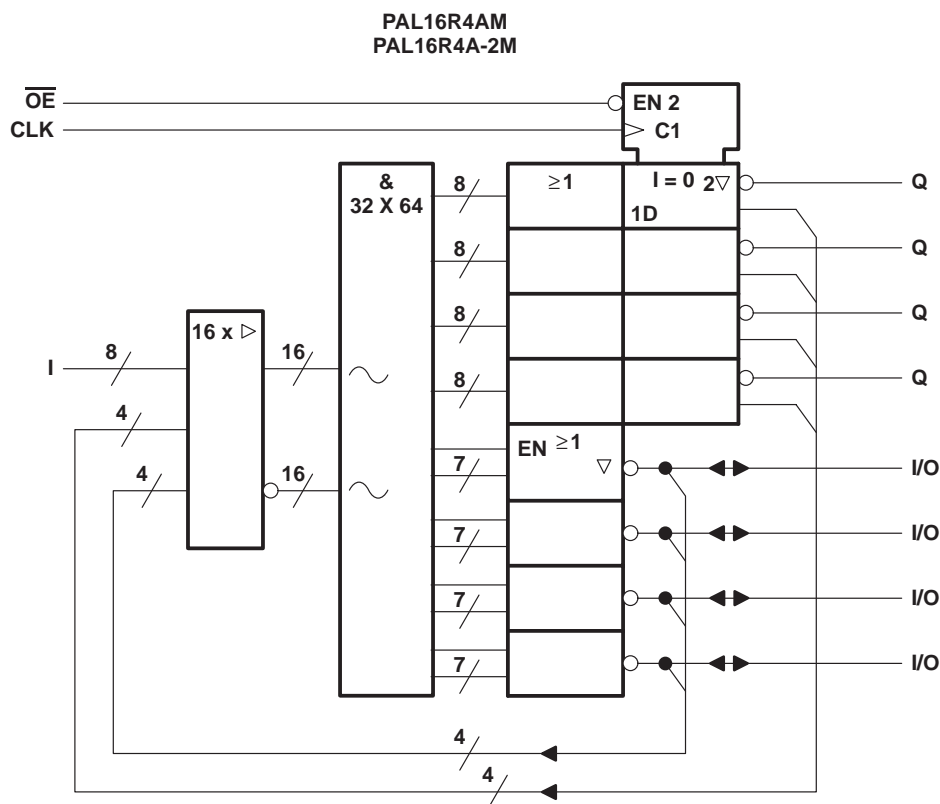 PAL16R4AM
PAL16R4A-2M
OE
EN 2
CLK
C1
&
32 X 64
8
≥1
I = 0 2▽
Q
1D
8
Q
8
Q
16 x ▷
I
8
16
8
Q
4
EN ≥1
▽
7
I/O
4
16
7
I/O
7
I/O
7
I/O
4
4